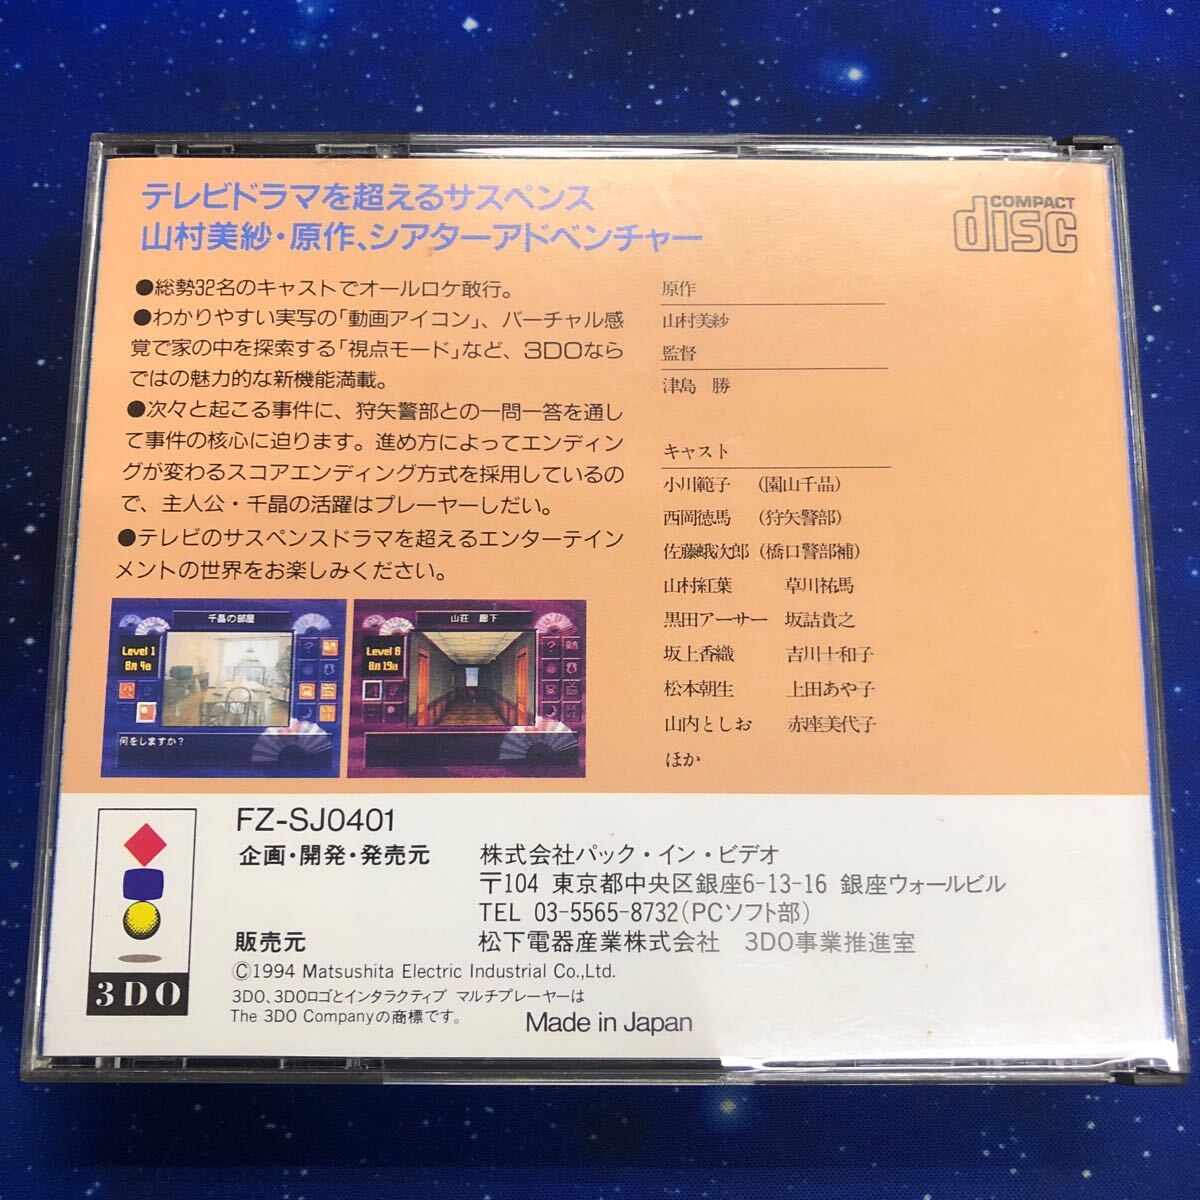 テレビドラマを超えるサスペンス
山村美紗・原作、シアターアドベンチャー
COMPACT
disc
●総勢32名のキャストでオールロケ敢行。
●わかりやすい実写の「動画アイコン」、バーチャル感
覚で家の中を探索する「視点モード」など、3DOなら
ではの魅力的な新機能満載。
●次々と起こる事件に、狩矢警部との一問一答を通し
て事件の核心に迫ります。進め方によってエンディン
グが変わるスコアエンディング方式を採用しているの
で、主人公・千晶の活躍はプレーヤーしだい。
●テレビのサスペンスドラマを超えるエンターテイン
メントの世界をお楽しみください。
原作
山村美紗
監督
津島 勝
キャスト
小川範子 (園山千晶)
西岡徳馬 (狩矢警部)
佐藤蛾次郎 (橋口警部補)
山村紅葉 草川祐馬
黒田アーサー 坂詰貴之
坂上香織 吉川十和子
松本朝生 上田あや子
山内としお 赤座美代子
ほか
千晶の部屋
Level 1
8月 4日
何をしますか?
山荘 廊下
Level 8
8月19日
3DO
FZ-SJ0401
企画・開発・発売元 株式会社パック・イン・ビデオ
〒104 東京都中央区銀座6-13-16 銀座ウォールビル
TEL 03-5565-8732(PCソフト部)
販売元 松下電器産業株式会社 3DO事業推進室
©1994 Matsushita Electric Industrial Co.,Ltd.
3DO、3DOロゴとインタラクティブ マルチプレーヤーは
The 3DO Companyの商標です。
Made in Japan